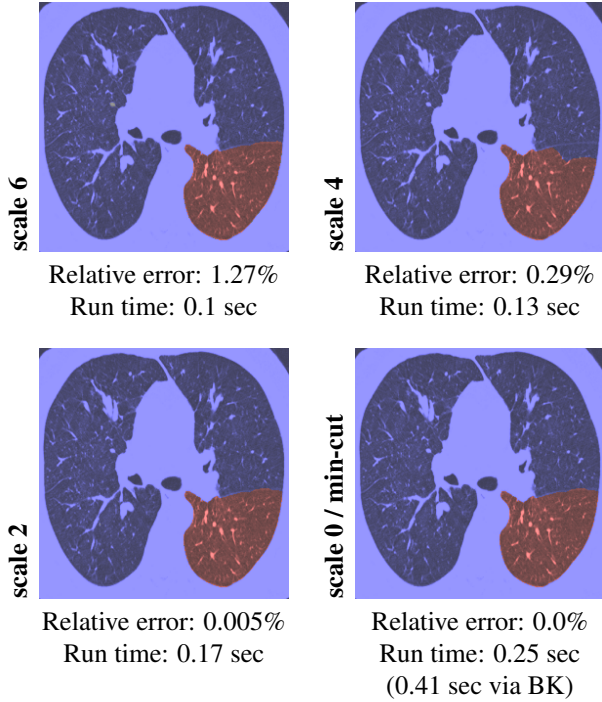 scale 6
Relative error: 1.27%
Run time: 0.1 sec
scale 4
Relative error: 0.29%
Run time: 0.13 sec
scale 2
Relative error: 0.005%
Run time: 0.17 sec
scale 0 / min-cut
Relative error: 0.0%
Run time: 0.25 sec
(0.41 sec via BK)